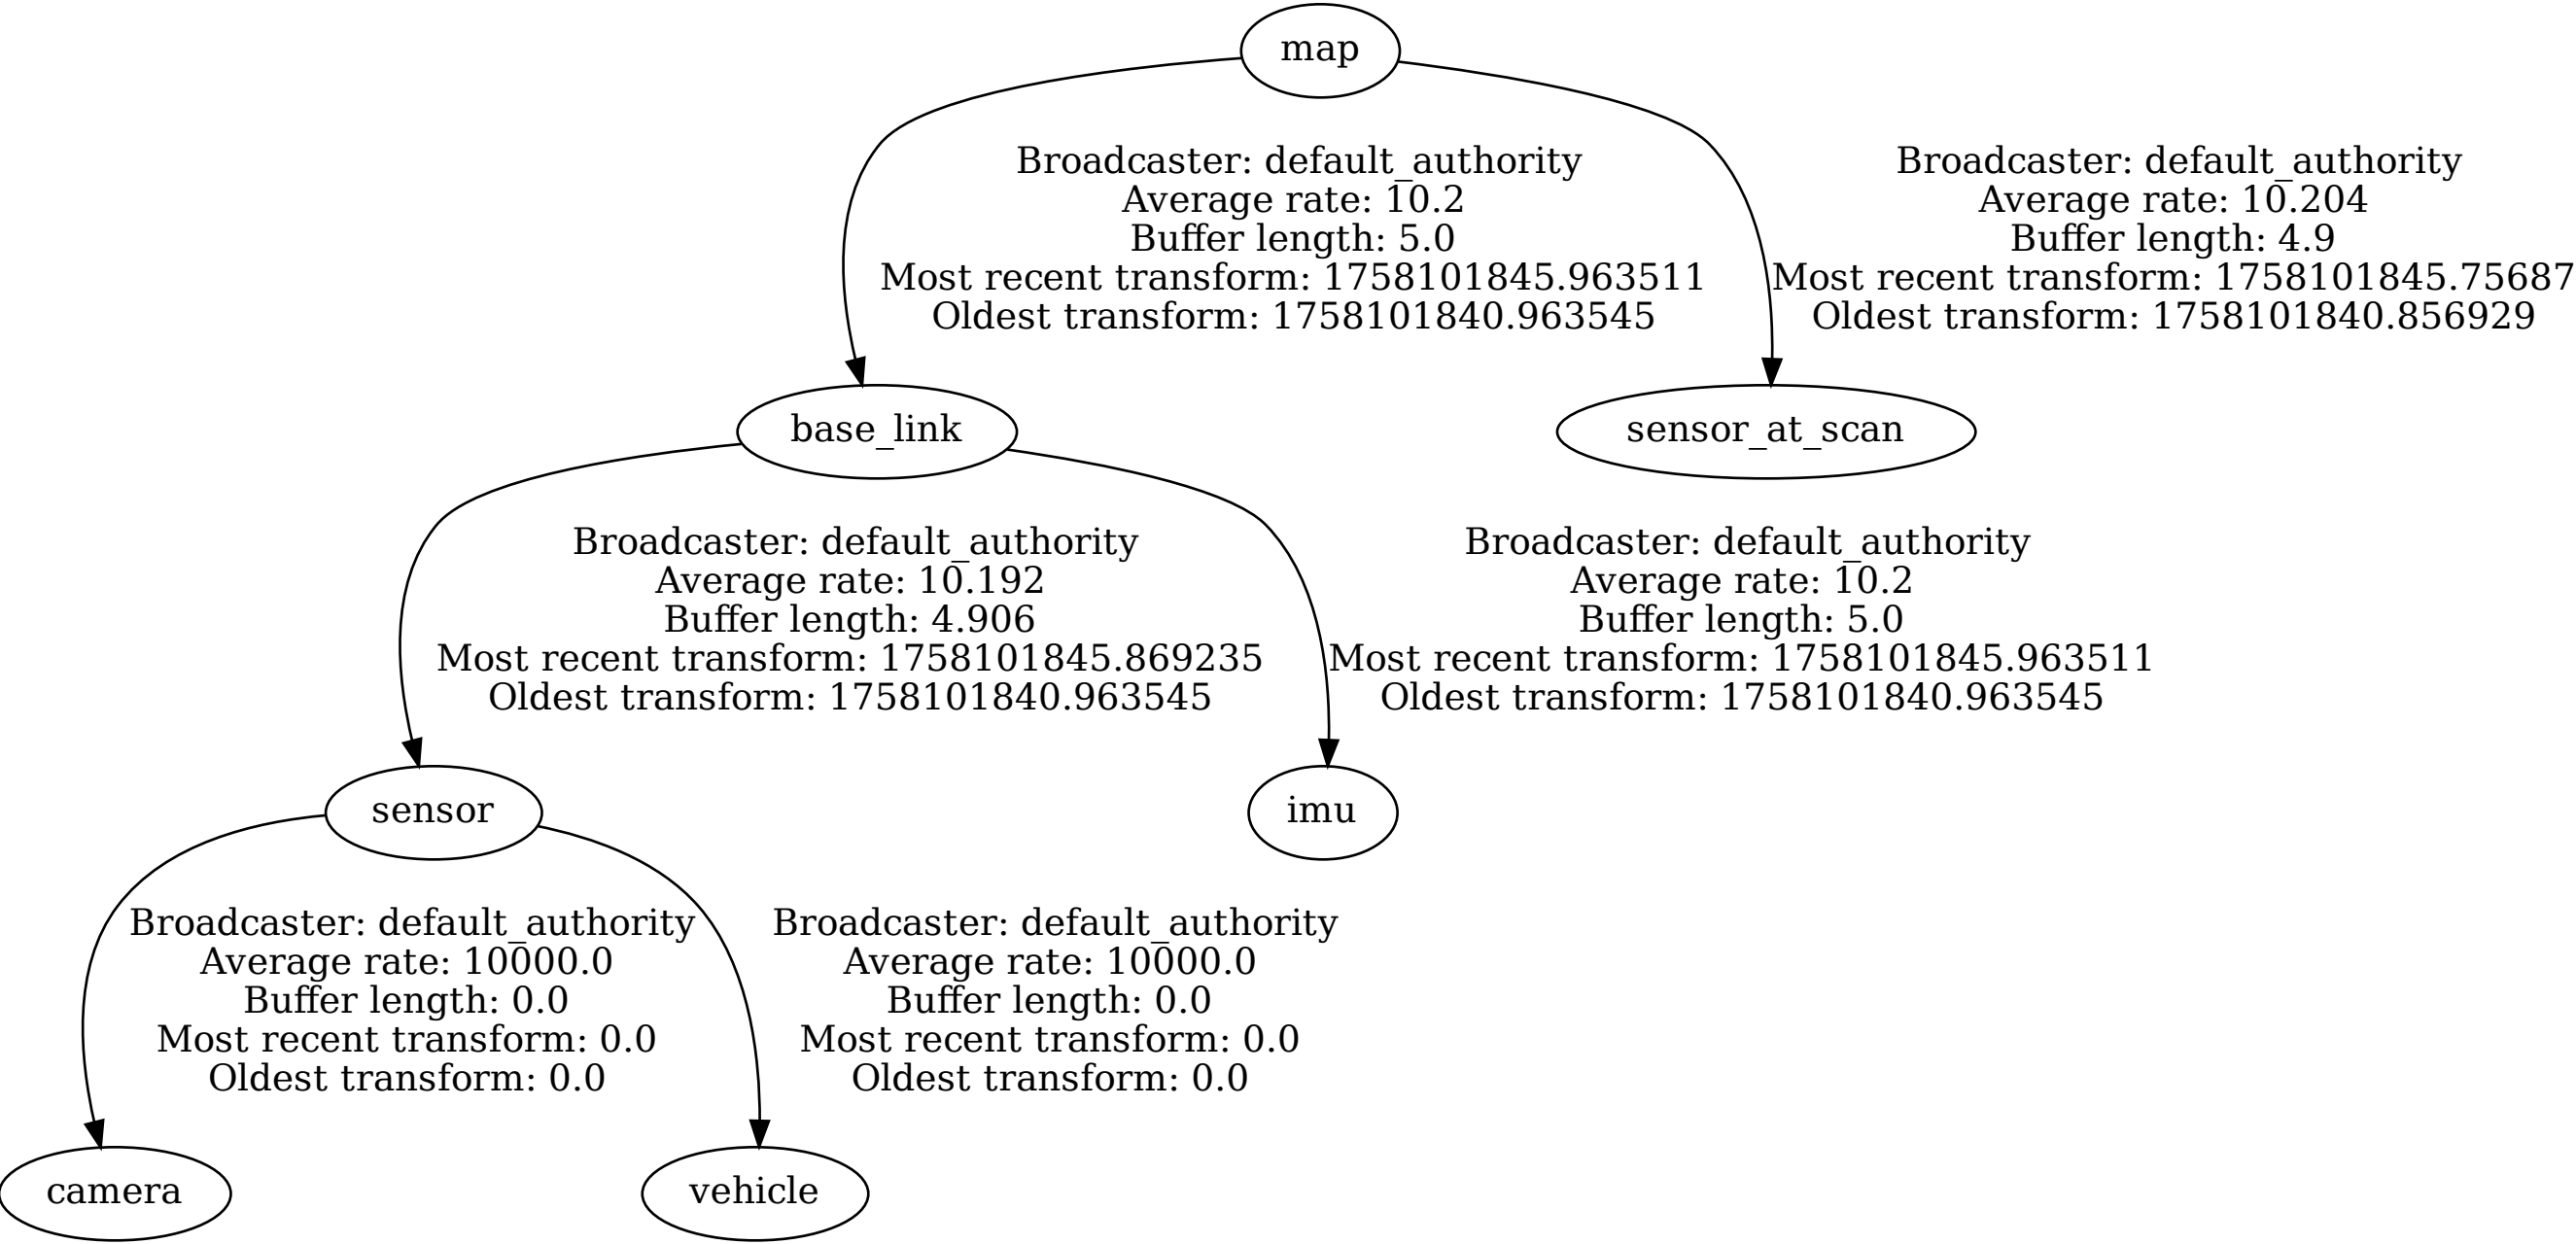 map
Broadcaster: default_authority
Average rate: 10.2
Buffer length: 5.0
Most recent transform: 1758101845.963511
Oldest transform: 1758101840.963545
Broadcaster: default_authority
Average rate: 10.204
Buffer length: 4.9
Most recent transform: 1758101845.75687
Oldest transform: 1758101840.856929
base_link
sensor_at_scan
Broadcaster: default_authority
Average rate: 10.192
Buffer length: 4.906
Most recent transform: 1758101845.869235
Oldest transform: 1758101840.963545
Broadcaster: default_authority
Average rate: 10.2
Buffer length: 5.0
Most recent transform: 1758101845.963511
Oldest transform: 1758101840.963545
sensor
imu
Broadcaster: default_authority
Average rate: 10000.0
Buffer length: 0.0
Most recent transform: 0.0
Oldest transform: 0.0
Broadcaster: default_authority
Average rate: 10000.0
Buffer length: 0.0
Most recent transform: 0.0
Oldest transform: 0.0
camera
vehicle